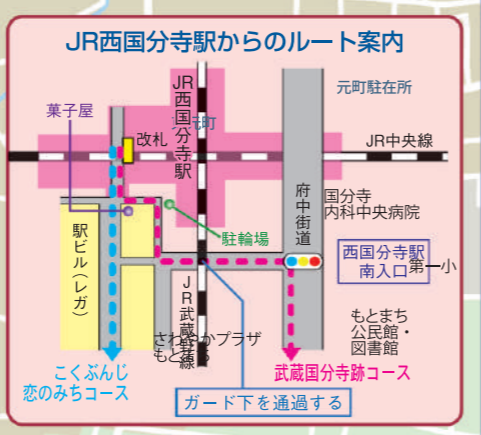 JR西国分寺駅からのルート案内
元町駐在所
菓子屋
改札
JR西国分寺駅
元町
JR中央線
国分寺
内科中央病院
府中街道
駐輪場
駅ビル(レガ)
西国分寺駅
南入口
第一小
JR武蔵野線
さわやかプラザ
もとまち
もとまち
公民館・
図書館
こくぶんじ
恋のみちコース
武蔵国分寺跡コース
ガード下を通過する